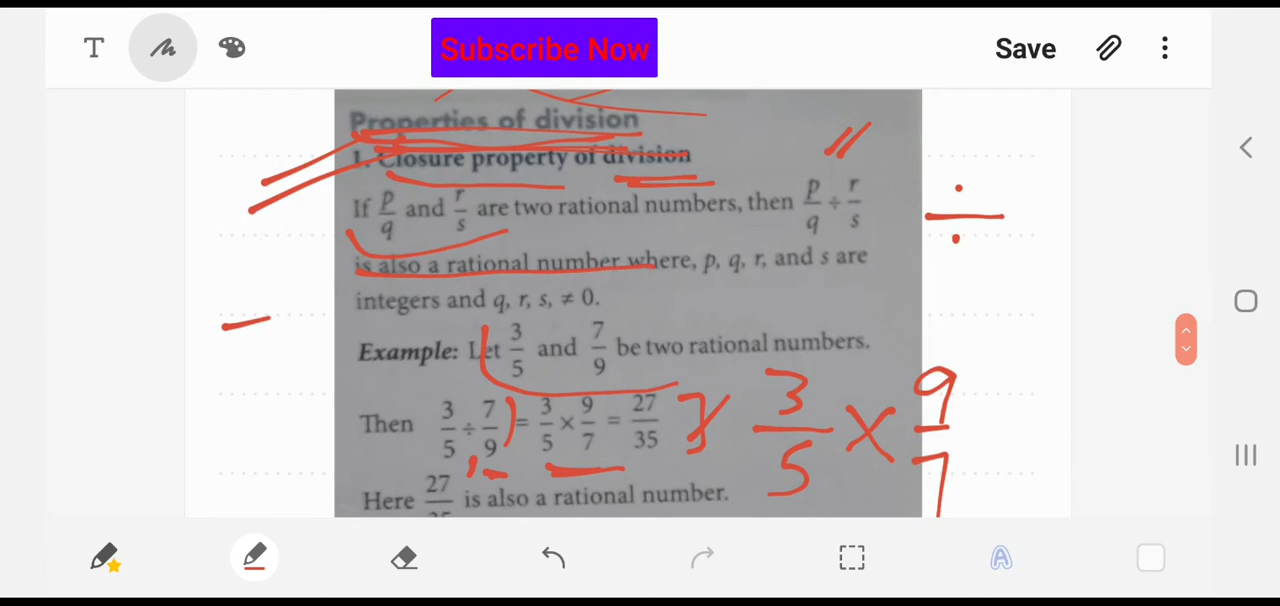 T
Subscribe Now
Save
Properties of division
1. Closure property of division
If p/q and r/s are two rational numbers, then p/q ÷ r/s
is also a rational number where, p, q, r, and s are
integers and q, r, s, ≠ 0.
Example: Let 3/5 and 7/9 be two rational numbers.
Then 3/5 ÷ 7/9 = 3/5 × 9/7 = 27/35
3/5 × 9/7
÷
Here 27/35 is also a rational number.
A